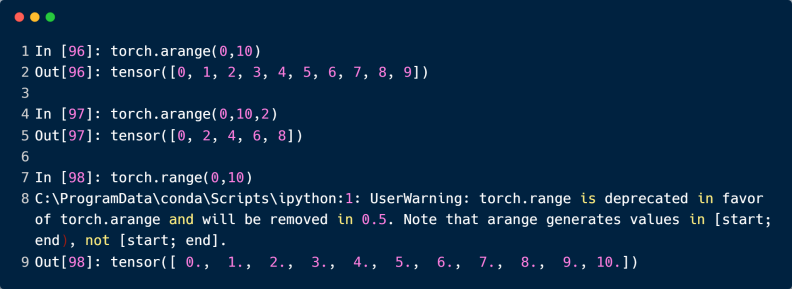 1 In [96]: torch.arange(0,10)
2 Out[96]: tensor([0, 1, 2, 3, 4, 5, 6, 7, 8, 9])
3
4 In [97]: torch.arange(0,10,2)
5 Out[97]: tensor([0, 2, 4, 6, 8])
6
7 In [98]: torch.range(0,10)
8 C:\ProgramData\conda\Scripts\ipython:1: UserWarning: torch.range is deprecated in favor
of torch.arange and will be removed in 0.5. Note that arange generates values in [start;
end), not [start; end].
9 Out[98]: tensor([ 0.,  1.,  2.,  3.,  4.,  5.,  6.,  7.,  8.,  9., 10.])